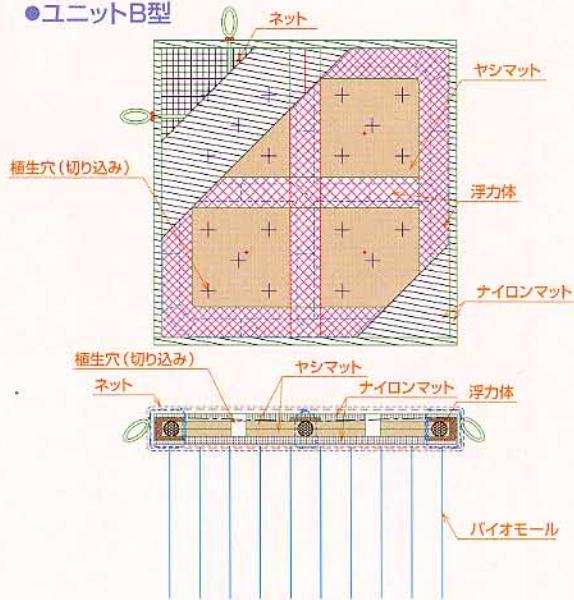 ●ユニットB型
ネット
ヤシマット
植生穴(切り込み)
浮力体
ナイロンマット
植生穴(切り込み)
ヤシマット
ネット
ナイロンマット
浮力体
バイオモール